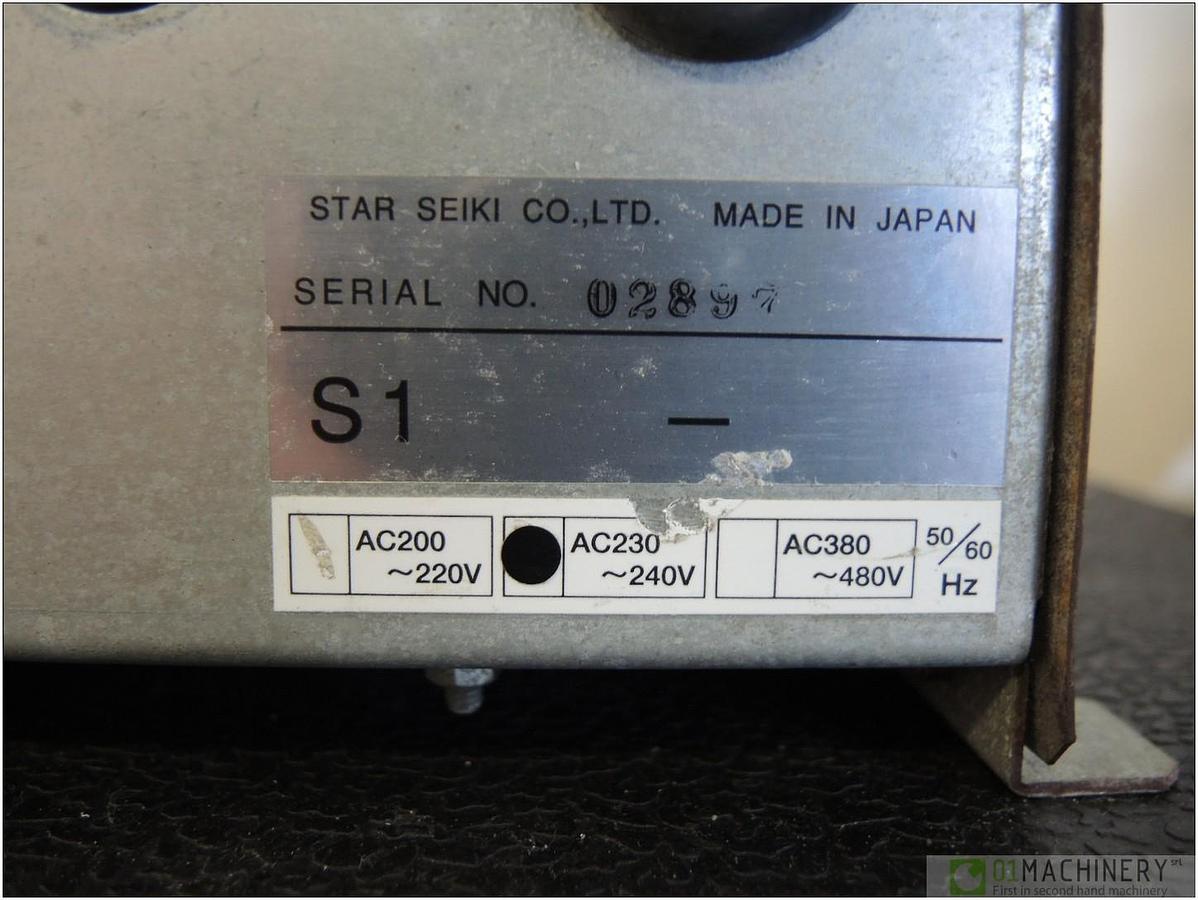 STAR SEIKI CO.,LTD. MADE IN JAPAN
SERIAL NO. 02897
S1 —
AC200 ~220V
AC230 ~240V
AC380 ~480V
50/60 Hz
01MACHINERY srl
First in second hand machinery